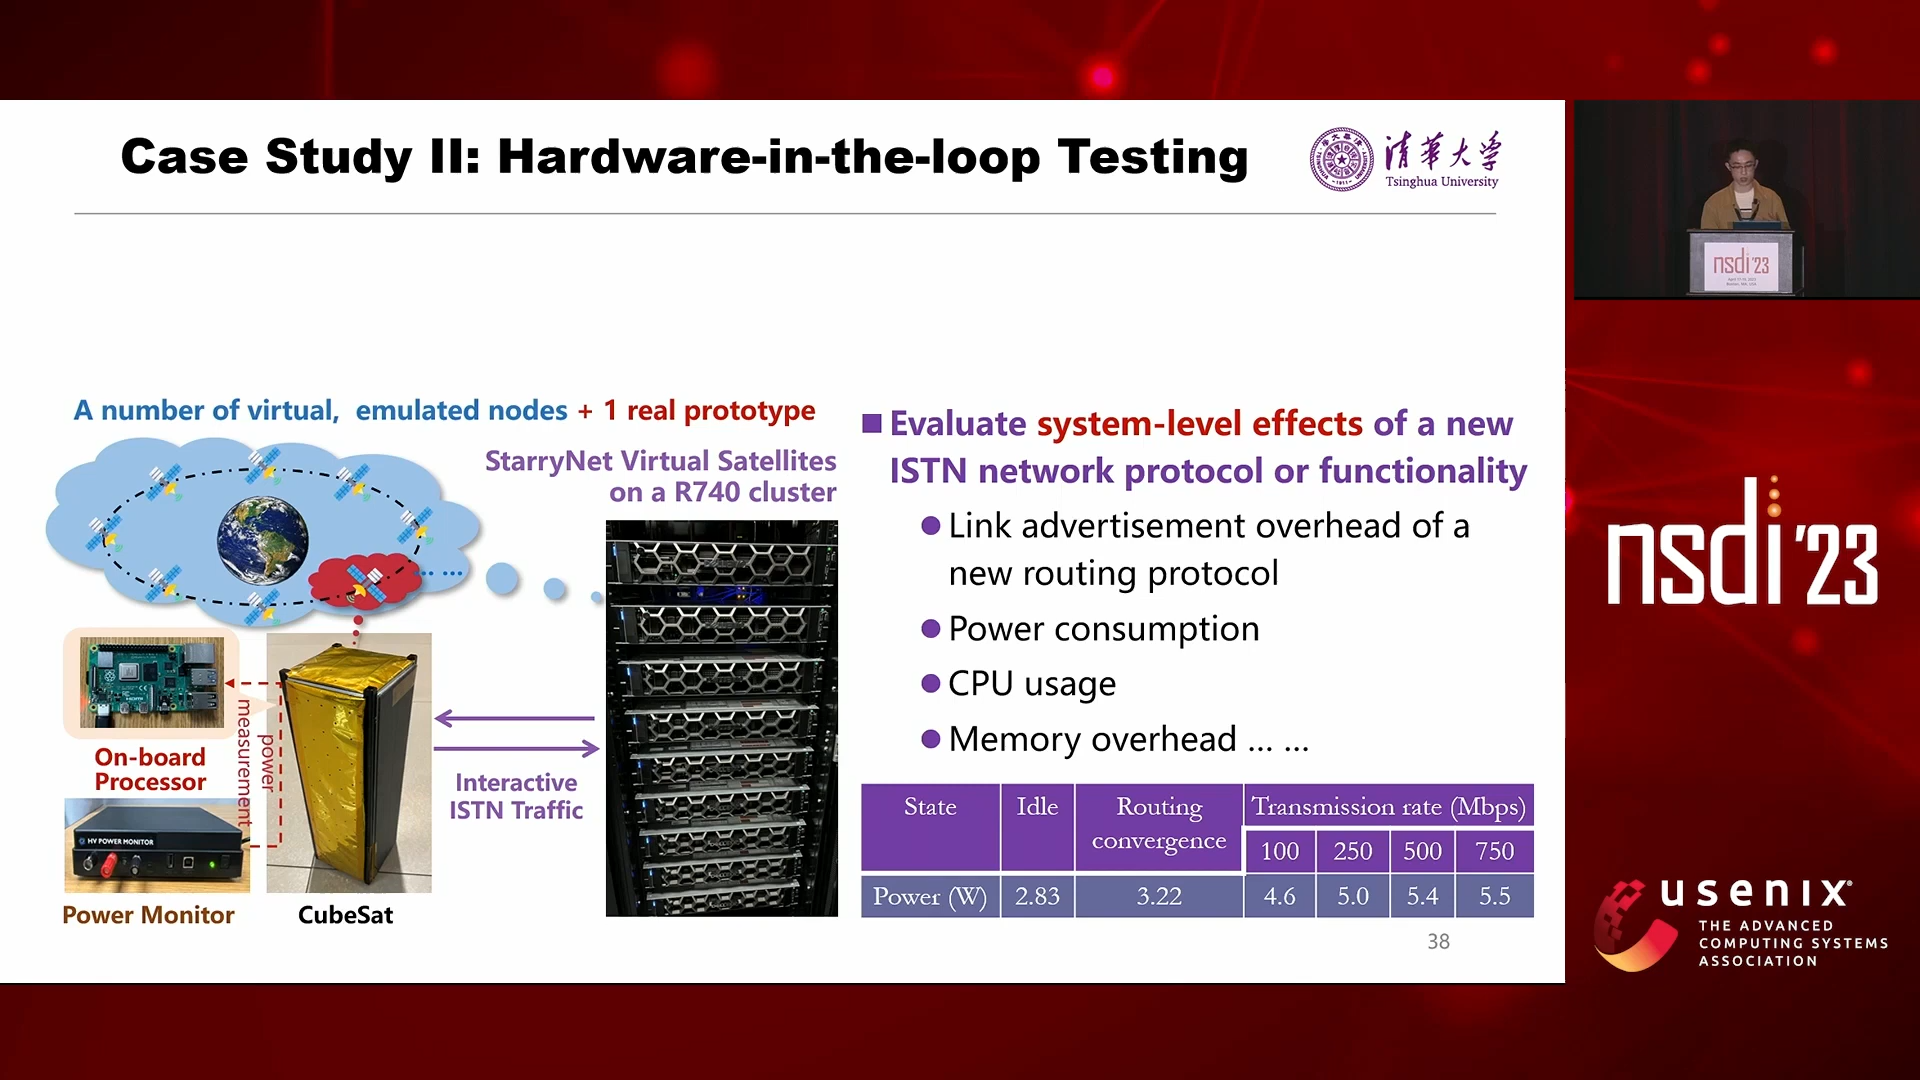 Case Study II: Hardware-in-the-loop Testing
清華大学
Tsinghua University
A number of virtual, emulated nodes + 1 real prototype
StarryNet Virtual Satellites
on a R740 cluster
On-board
Processor
power
measurement
HV POWER MONITOR
Power Monitor
CubeSat
Interactive
ISTN Traffic
Evaluate system-level effects of a new
ISTN network protocol or functionality
Link advertisement overhead of a
new routing protocol
Power consumption
CPU usage
Memory overhead ... ...
State Idle Routing convergence Transmission rate (Mbps)
100 250 500 750
Power (W) 2.83 3.22 4.6 5.0 5.4 5.5
38
nsdi'23
nsdi'23
usenix
THE ADVANCED
COMPUTING SYSTEMS
ASSOCIATION